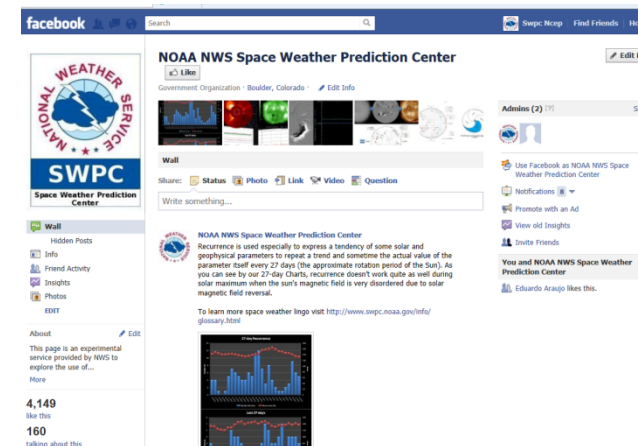 facebook
Search
Swpc Ncep Find Friends Ho
NATIONAL WEATHER SERVICE
SWPC
Space Weather Prediction
Center
NOAA NWS Space Weather Prediction Center
Like
Government Organization · Boulder, Colorado · Edit Info
Edit
Wall
Share: Status Photo Link Video Question
Write something...
NOAA NWS Space Weather Prediction Center
Recurrence is used especially to express a tendency of some solar and
geophysical parameters to repeat a trend and sometime the actual value of the
parameter itself every 27 days (the approximate rotation period of the Sun). As
you can see by our 27-day Charts, recurrence doesn't work quite as well during
solar maximum when the sun's magnetic field is very disordered due to solar
magnetic field reversal.
To learn more space weather lingo visit http://www.swpc.noaa.gov/info/
glossary.html
27-day Recurrence
Last 27 days
Wall
Hidden Posts
Info
Friend Activity
Insights
Photos
EDIT
About Edit
This page is an experimental
service provided by NWS to
explore the use of...
More
4,149
like this
160
talking about this
Admins (2) [?] S
Use Facebook as NOAA NWS Space
Weather Prediction Center
Notifications 8
Promote with an Ad
View old Insights
Invite Friends
You and NOAA NWS Space Weather
Prediction Center
Eduardo Araujo likes this.